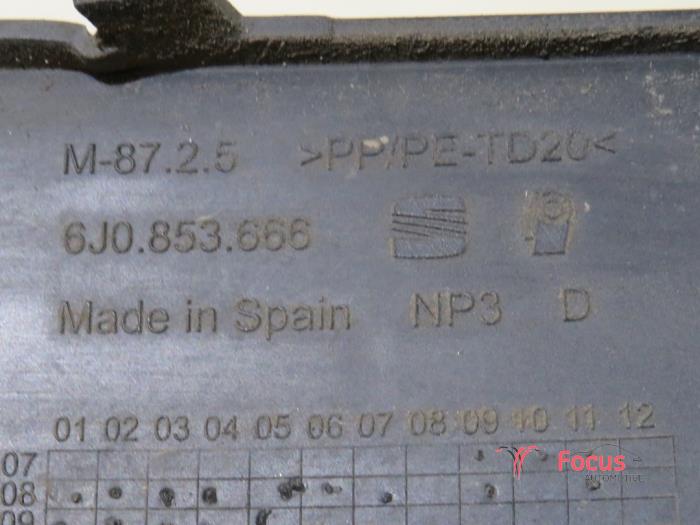 M-87.2.5 >PP/PE-TD20<
6J0.853.666
Made in Spain NP3 D
01 02 03 04 05 06 07 08 09 10 11 12
07
08
09
Focus
AUTOMOTIVE